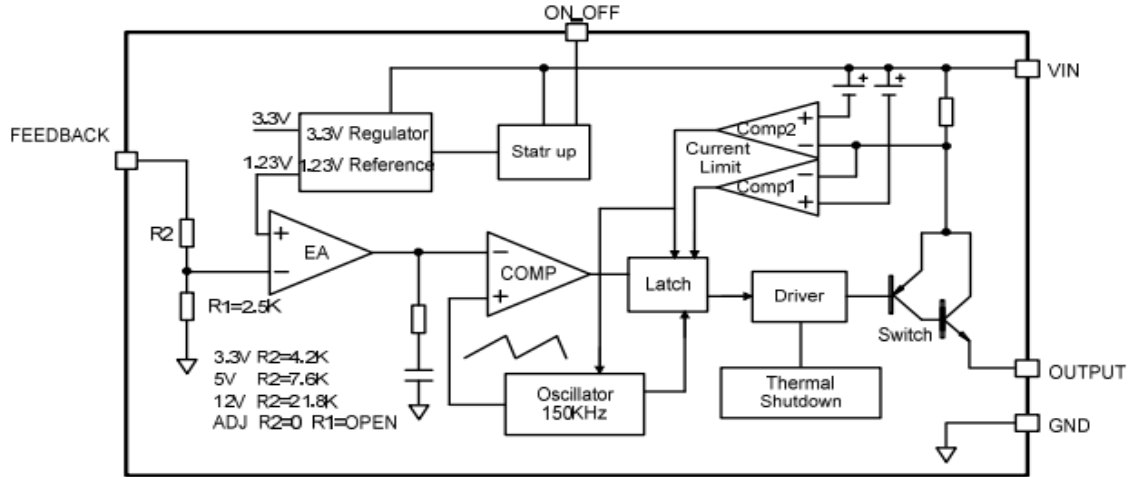 ON_OFF
VIN
FEEDBACK
3.3V
3.3V Regulator
1.23V
1.23V Reference
Statr up
+
+
Comp2
+
−
Current
Limit
Comp1
−
+
R2
+
EA
−
−
COMP
+
Latch
Driver
Switch
R1=2.5K
3.3V R2=4.2K
5V R2=7.6K
12V R2=21.8K
ADJ R2=0 R1=OPEN
Oscillator
150KHz
Thermal
Shutdown
OUTPUT
GND